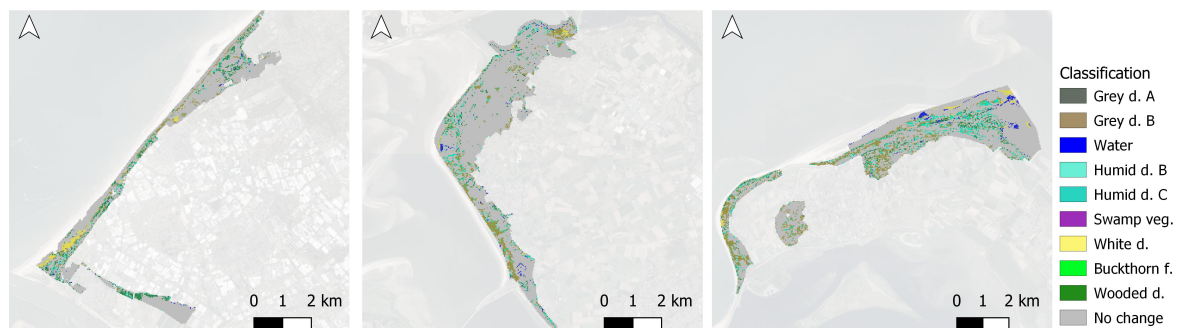 0 1 2 km
0 1 2 km
0 1 2 km
Classification
Grey d. A
Grey d. B
Water
Humid d. B
Humid d. C
Swamp veg.
White d.
Buckthorn f.
Wooded d.
No change